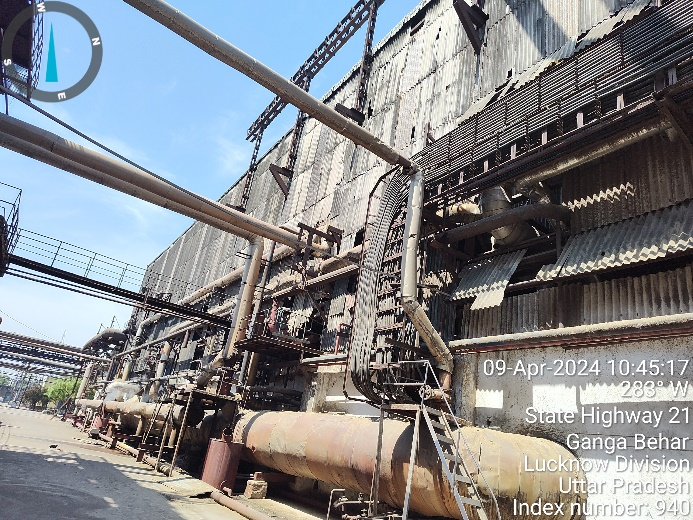 W
N
S
E
09-Apr-2024 10:45:17
283° W
State Highway 21
Ganga Behar
Lucknow Division
Uttar Pradesh
Index number: 940